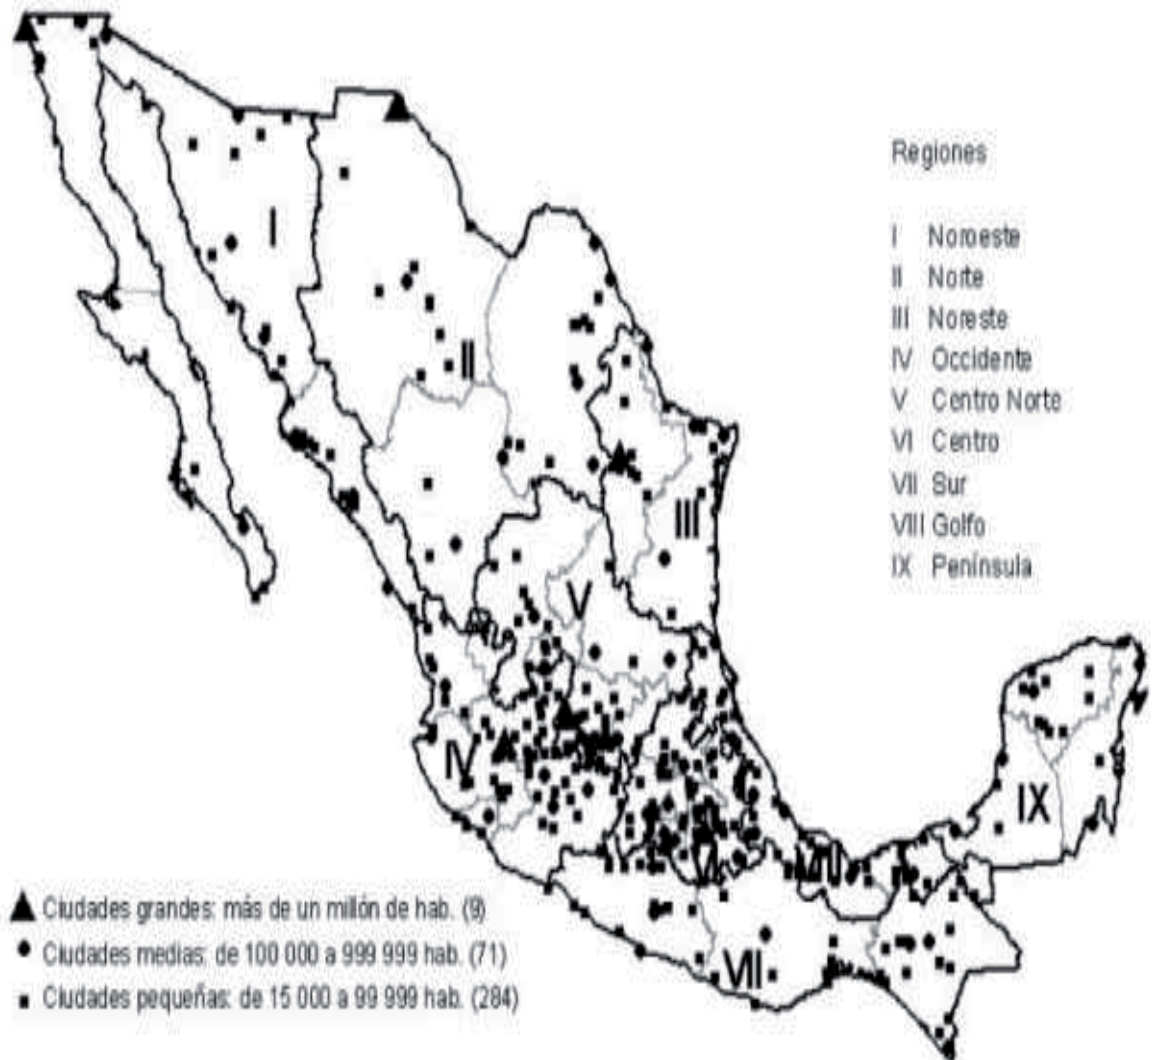 Regiones
I Noroeste
II Norte
III Noreste
IV Occidente
V Centro Norte
VI Centro
VII Sur
VIII Golfo
IX Península
I
II
III
V
IV
IX
VI
VIII
VII
Ciudades grandes: más de un millón de hab. (9)
Ciudades medias: de 100 000 a 999 999 hab. (71)
Ciudades pequeñas: de 15 000 a 99 999 hab. (284)